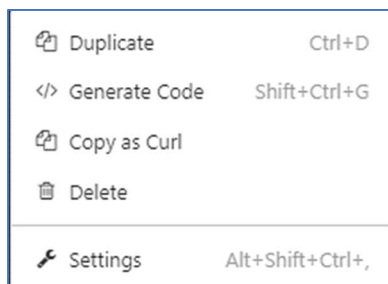 Duplicate Ctrl+D
Generate Code Shift+Ctrl+G
Copy as Curl
Delete
Settings Alt+Shift+Ctrl+,